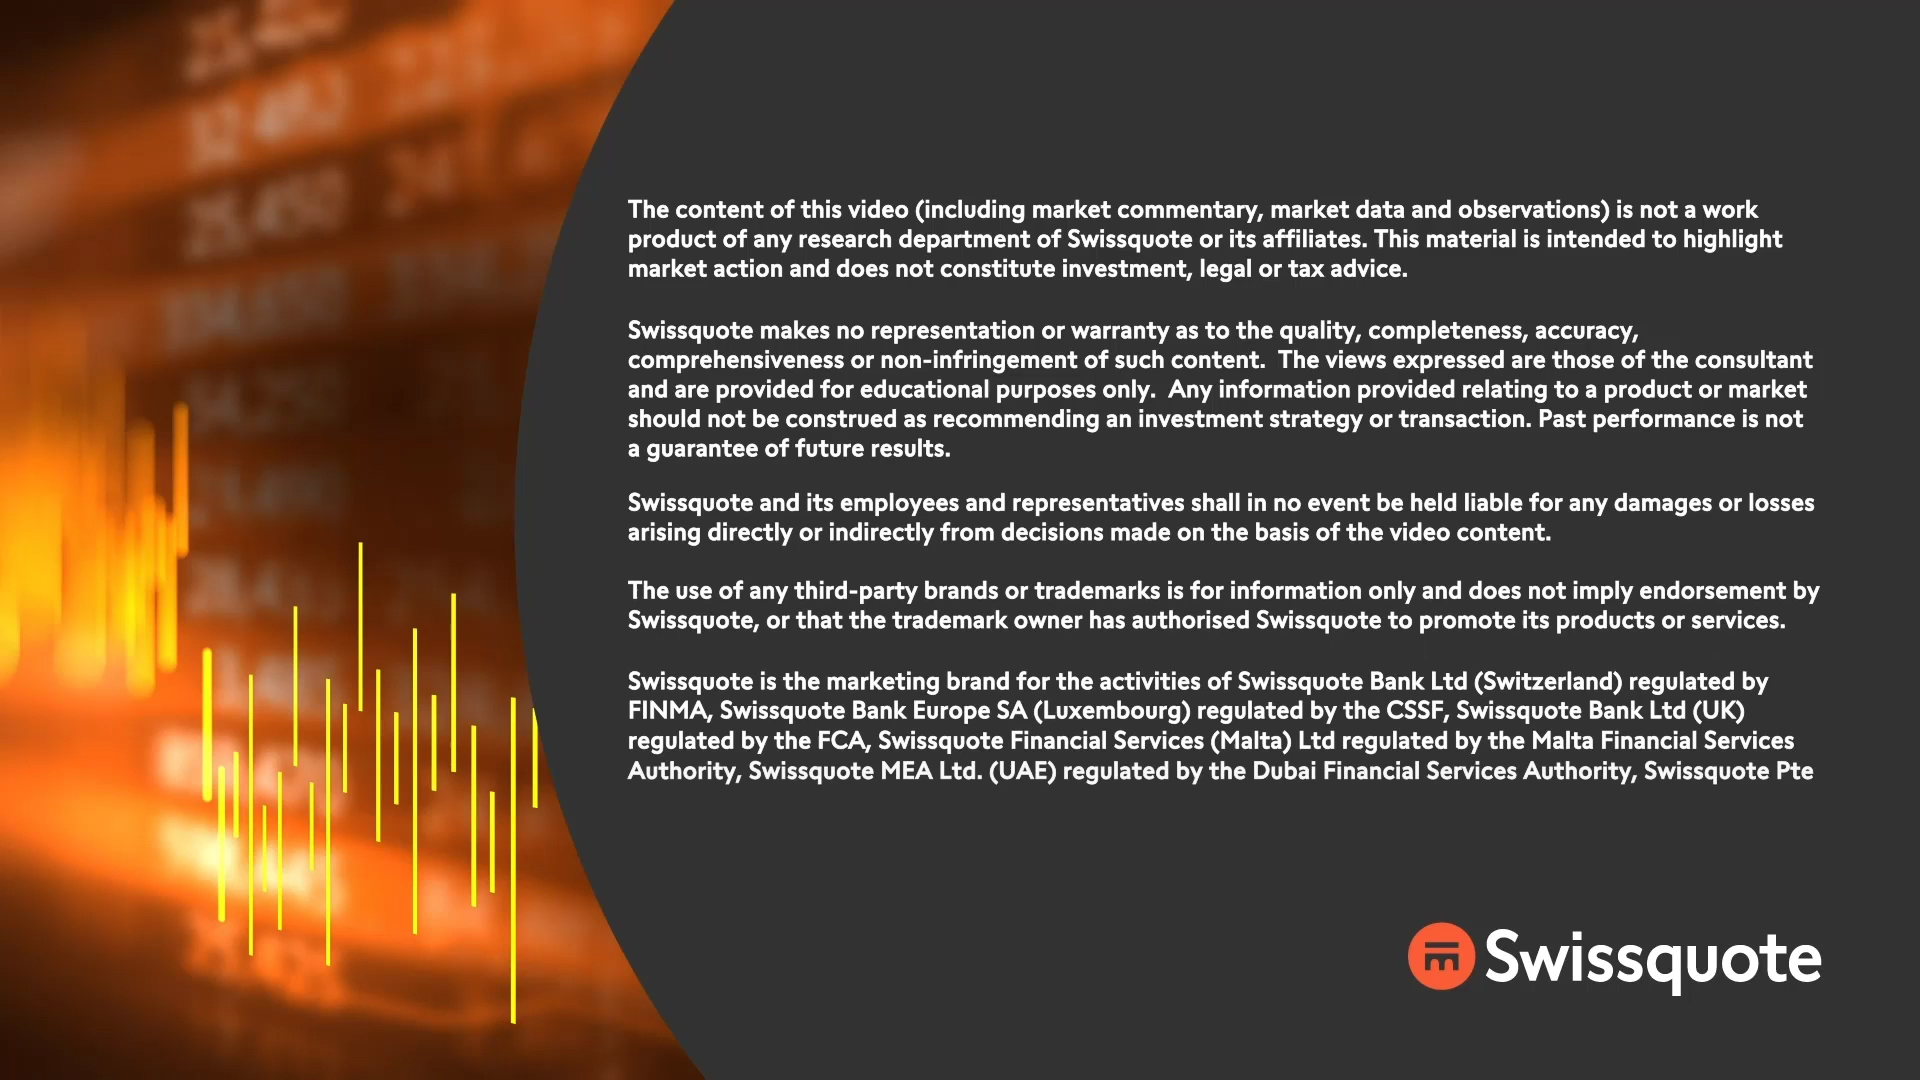 The content of this video (including market commentary, market data and observations) is not a work
product of any research department of Swissquote or its affiliates. This material is intended to highlight
market action and does not constitute investment, legal or tax advice.
Swissquote makes no representation or warranty as to the quality, completeness, accuracy,
comprehensiveness or non-infringement of such content.  The views expressed are those of the consultant
and are provided for educational purposes only.  Any information provided relating to a product or market
should not be construed as recommending an investment strategy or transaction. Past performance is not
a guarantee of future results.
Swissquote and its employees and representatives shall in no event be held liable for any damages or losses
arising directly or indirectly from decisions made on the basis of the video content.
The use of any third-party brands or trademarks is for information only and does not imply endorsement by
Swissquote, or that the trademark owner has authorised Swissquote to promote its products or services.
Swissquote is the marketing brand for the activities of Swissquote Bank Ltd (Switzerland) regulated by
FINMA, Swissquote Bank Europe SA (Luxembourg) regulated by the CSSF, Swissquote Bank Ltd (UK)
regulated by the FCA, Swissquote Financial Services (Malta) Ltd regulated by the Malta Financial Services
Authority, Swissquote MEA Ltd. (UAE) regulated by the Dubai Financial Services Authority, Swissquote Pte
Swissquote